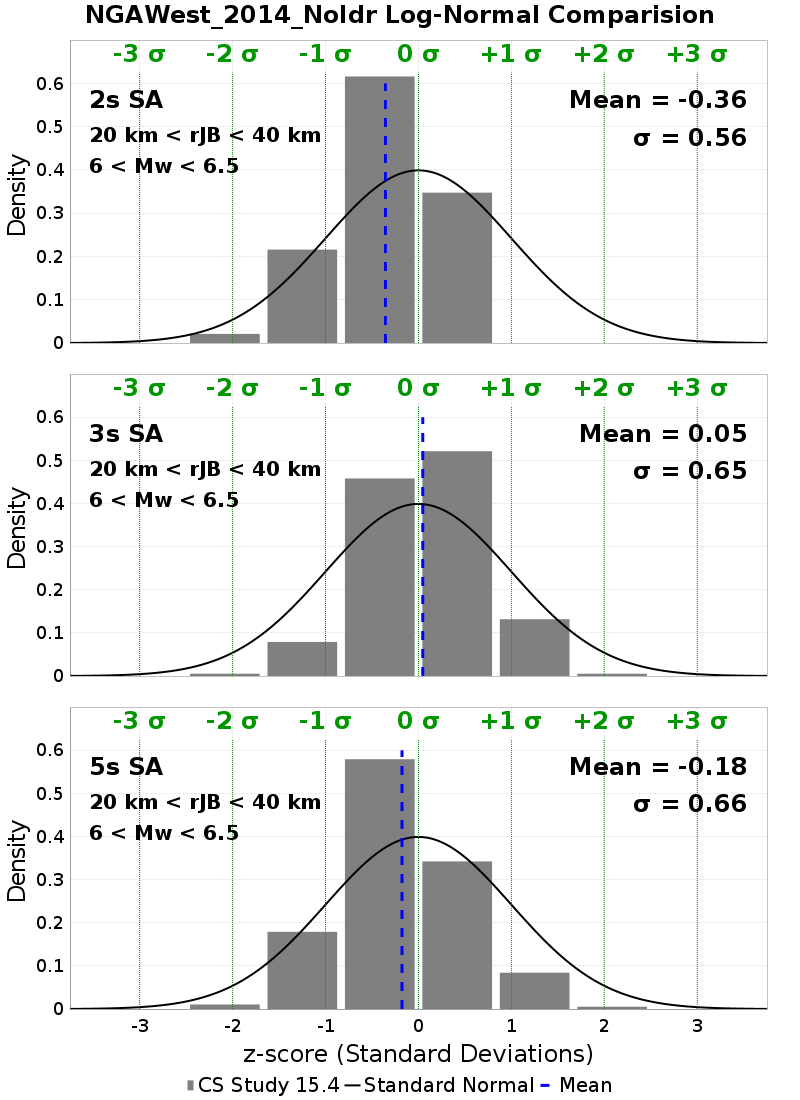 NGAWest_2014_NoIdr Log-Normal Comparision
-3 σ -2 σ -1 σ 0 σ +1 σ +2 σ +3 σ
2s SA
20 km < rJB < 40 km
6 < Mw < 6.5
Mean = -0.36
σ = 0.56
Density
0.6
0.5
0.4
0.3
0.2
0.1
0
-3 σ -2 σ -1 σ 0 σ +1 σ +2 σ +3 σ
3s SA
20 km < rJB < 40 km
6 < Mw < 6.5
Mean = 0.05
σ = 0.65
Density
0.6
0.5
0.4
0.3
0.2
0.1
0
-3 σ -2 σ -1 σ 0 σ +1 σ +2 σ +3 σ
5s SA
20 km < rJB < 40 km
6 < Mw < 6.5
Mean = -0.18
σ = 0.66
Density
0.6
0.5
0.4
0.3
0.2
0.1
0
-3 -2 -1 0 1 2 3
z-score (Standard Deviations)
CS Study 15.4 Standard Normal Mean